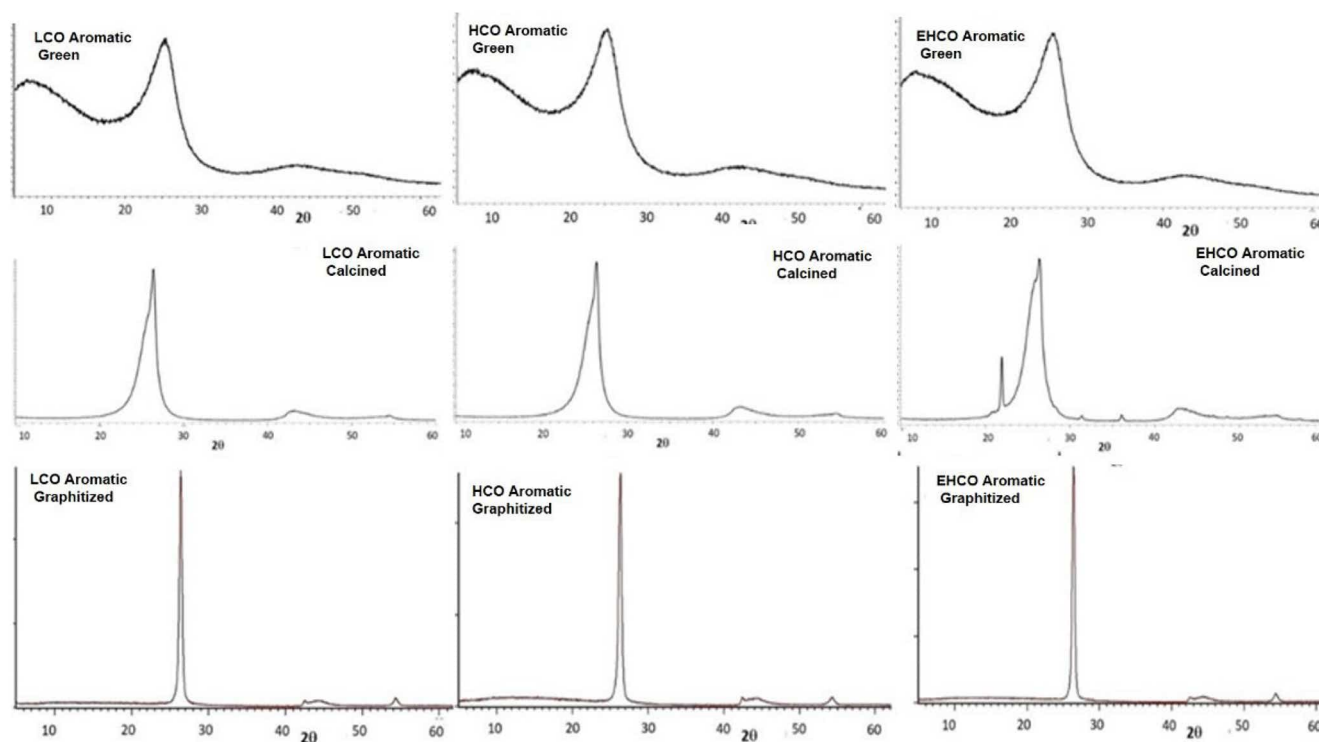 LCO Aromatic
Green
HCO Aromatic
Green
EHCO Aromatic
Green
10 20 30 2θ 40 50 60
10 20 30 2θ 40 50 60
10 20 30 40 2θ 50 60
LCO Aromatic
Calcined
HCO Aromatic
Calcined
EHCO Aromatic
Calcined
10 20 30 2θ 40 50 60
10 20 30 2θ 40 50 60
10 20 30 2θ 40 50 60
LCO Aromatic
Graphitized
HCO Aromatic
Graphitized
EHCO Aromatic
Graphitized
10 20 30 40 2θ 50 60
10 20 30 40 2θ 50 60
10 20 30 40 2θ 50 60